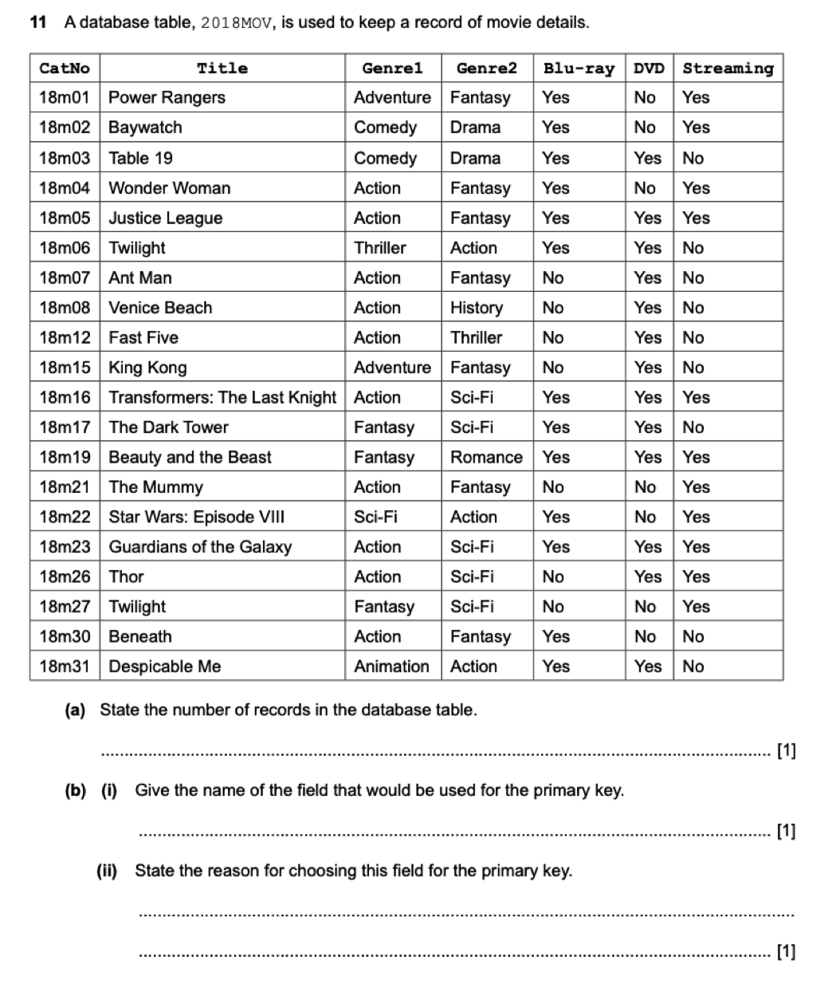 11 A database table, 2018MOV, is used to keep a record of movie details.
CatNo Title Genre1 Genre2 Blu-ray DVD Streaming
18m01 Power Rangers Adventure Fantasy Yes No Yes
18m02 Baywatch Comedy Drama Yes No Yes
18m03 Table 19 Comedy Drama Yes Yes No
18m04 Wonder Woman Action Fantasy Yes No Yes
18m05 Justice League Action Fantasy Yes Yes Yes
18m06 Twilight Thriller Action Yes Yes No
18m07 Ant Man Action Fantasy No Yes No
18m08 Venice Beach Action History No Yes No
18m12 Fast Five Action Thriller No Yes No
18m15 King Kong Adventure Fantasy No Yes No
18m16 Transformers: The Last Knight Action Sci-Fi Yes Yes Yes
18m17 The Dark Tower Fantasy Sci-Fi Yes Yes No
18m19 Beauty and the Beast Fantasy Romance Yes Yes Yes
18m21 The Mummy Action Fantasy No No Yes
18m22 Star Wars: Episode VIII Sci-Fi Action Yes No Yes
18m23 Guardians of the Galaxy Action Sci-Fi Yes Yes Yes
18m26 Thor Action Sci-Fi No Yes Yes
18m27 Twilight Fantasy Sci-Fi No No Yes
18m30 Beneath Action Fantasy Yes No No
18m31 Despicable Me Animation Action Yes Yes No
(a) State the number of records in the database table.
[1]
(b) (i) Give the name of the field that would be used for the primary key.
[1]
(ii) State the reason for choosing this field for the primary key.
[1]